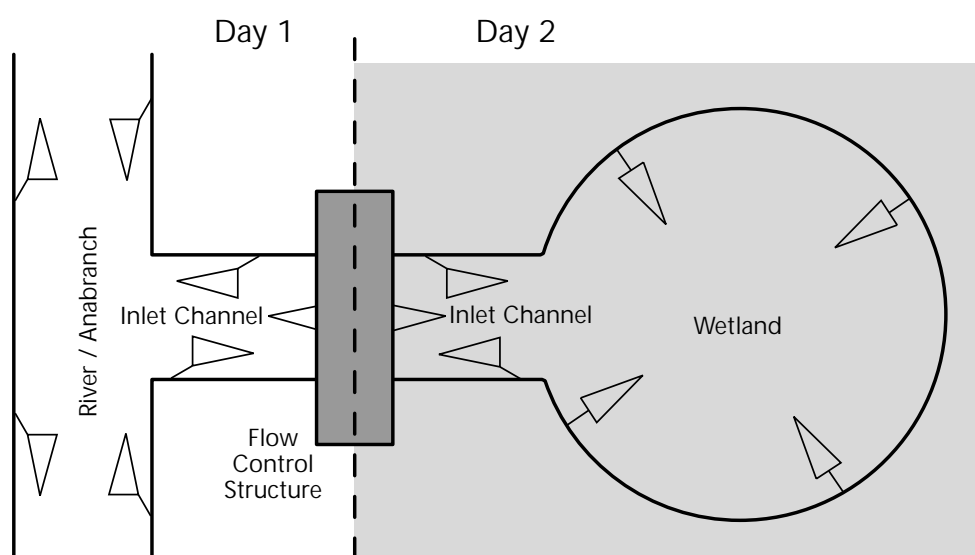 Day 1
Day 2
River / Anabranch
Inlet Channel
Inlet Channel
Wetland
Flow
Control
Structure